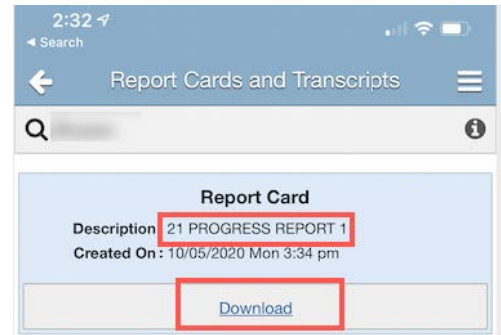 2:32
Search
Report Cards and Transcripts
Report Card
Description 21 PROGRESS REPORT 1
Created On : 10/05/2020 Mon 3:34 pm
Download